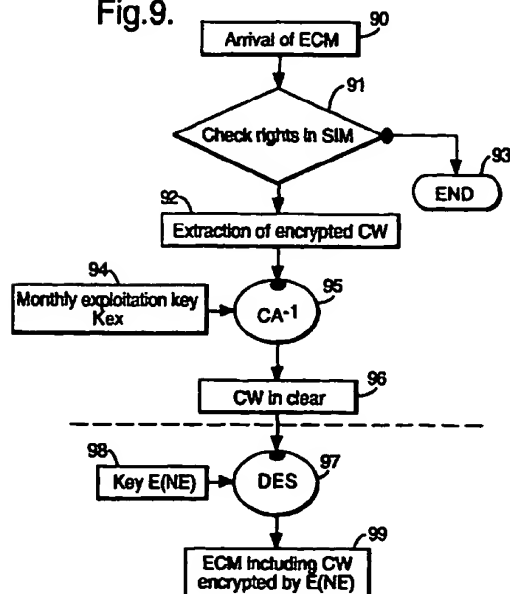 Fig.9.
90
Arrival of ECM
91
Check rights in SIM
93
END
92
Extraction of encrypted CW
94
Monthly exploitation key
Kex
95
CA-1
96
CW in clear
98
Key E(NE)
97
DES
99
ECM including CW
encrypted by E(NE)